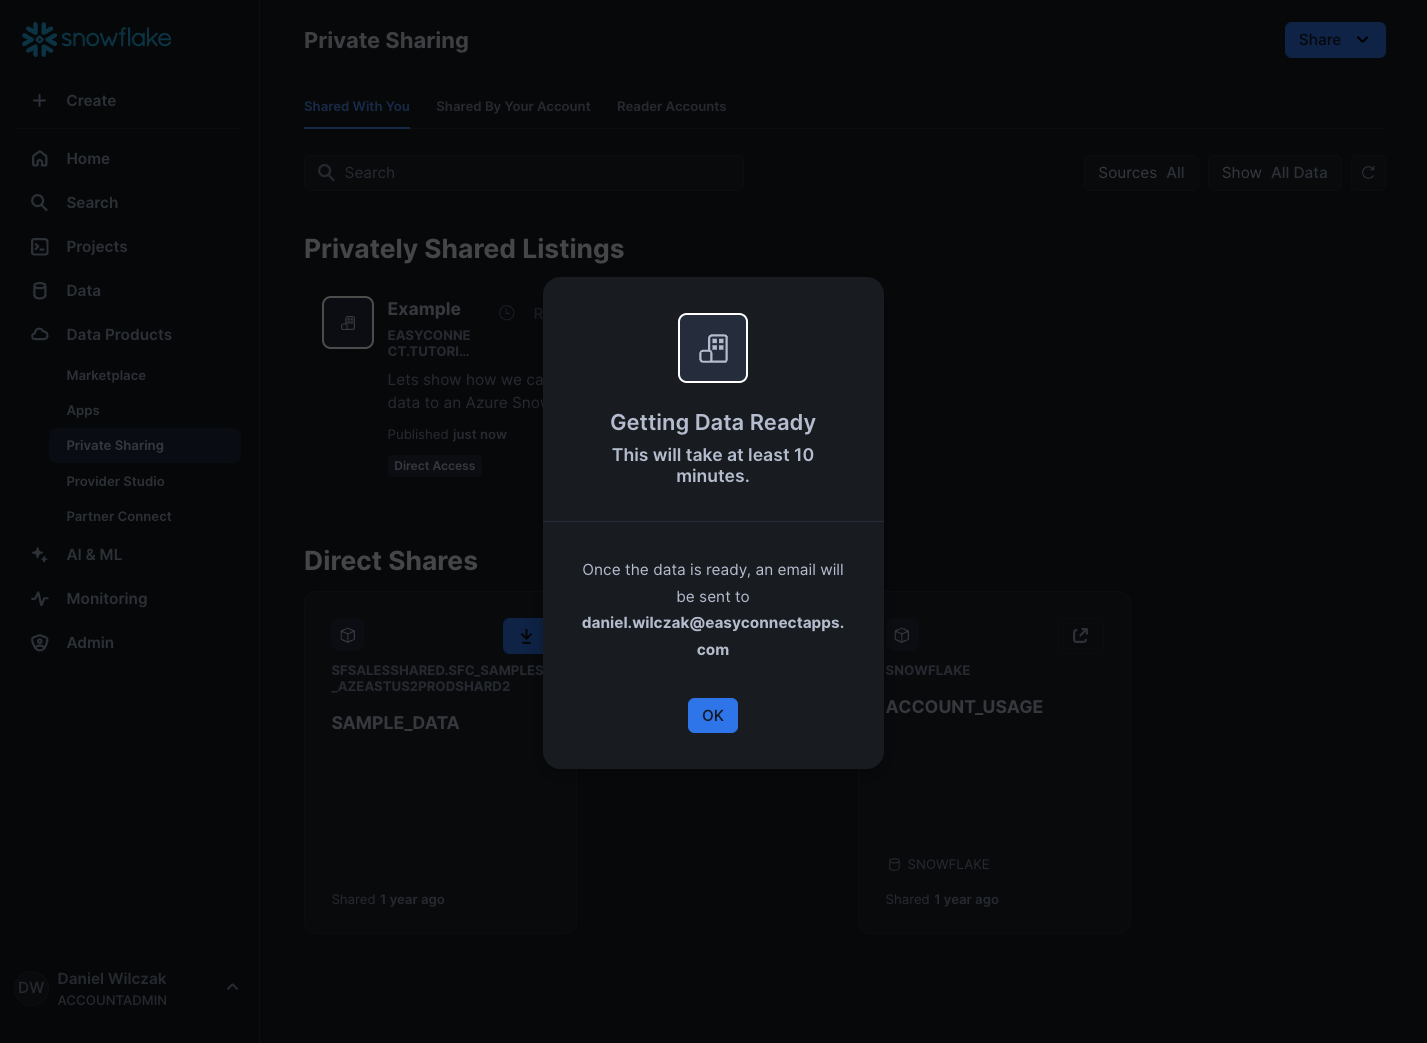 snowflake
Create
Home
Search
Projects
Data
Data Products
Marketplace
Apps
Private Sharing
Provider Studio
Partner Connect
AI & ML
Monitoring
Admin
DW
Daniel Wilczak
ACCOUNTADMIN
Private Sharing
Share
Shared With You
Shared By Your Account
Reader Accounts
Search
Sources All
Show All Data
Privately Shared Listings
Example
R
EASYCONNE
CT.TUTORI...
Lets show how we ca
data to an Azure Snow
Published just now
Direct Access
Direct Shares
SFSALESSHARED.SFC_SAMPLES
_AZEASTUS2PRODSHARD2
SAMPLE_DATA
Shared 1 year ago
SNOWFLAKE
ACCOUNT_USAGE
SNOWFLAKE
Shared 1 year ago
Getting Data Ready
This will take at least 10
minutes.
Once the data is ready, an email will
be sent to
daniel.wilczak@easyconnectapps.
com
OK